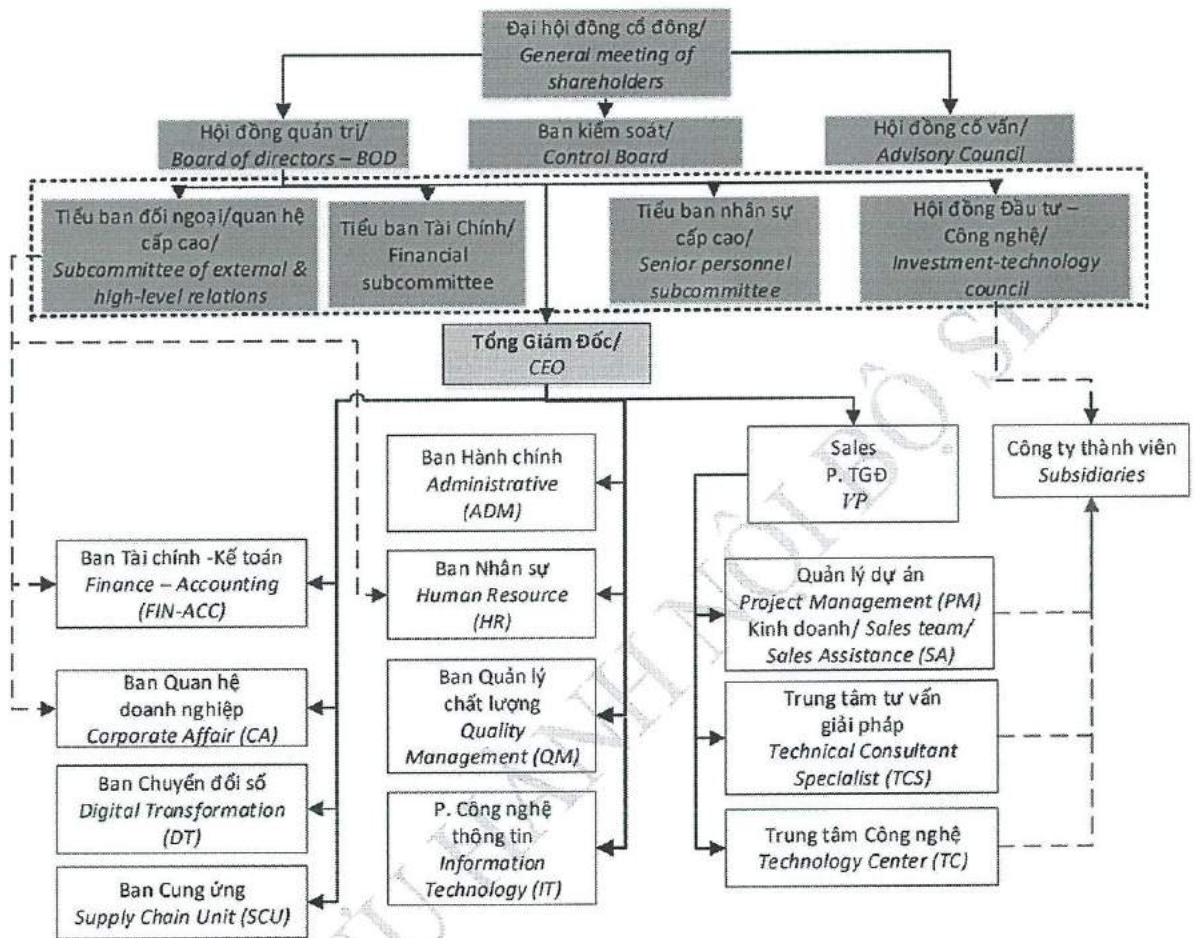 Đại hội đồng cổ đông/
General meeting of
shareholders
Hội đồng quản trị/
Board of directors – BOD
Ban kiểm soát/
Control Board
Hội đồng cố vấn/
Advisory Council
Tiểu ban đối ngoại/quan hệ
cấp cao/
Subcommittee of external &
high-level relations
Tiểu ban Tài Chính/
Financial
subcommittee
Tiểu ban nhân sự
cấp cao/
Senior personnel
subcommittee
Hội đồng Đầu tư –
Công nghệ/
Investment-technology
council
Tổng Giám Đốc/
CEO
Ban Hành chính
Administrative
(ADM)
Sales
P. TGĐ
VP
Công ty thành viên
Subsidiaries
Ban Tài chính -Kế toán
Finance – Accounting
(FIN-ACC)
Ban Nhân sự
Human Resource
(HR)
Quản lý dự án
Project Management (PM)
Kinh doanh/ Sales team/
Sales Assistance (SA)
Ban Quan hệ
doanh nghiệp
Corporate Affair (CA)
Ban Quản lý
chất lượng
Quality
Management (QM)
Trung tâm tư vấn
giải pháp
Technical Consultant
Specialist (TCS)
Ban Chuyển đổi số
Digital Transformation
(DT)
P. Công nghệ
thông tin
Information
Technology (IT)
Trung tâm Công nghệ
Technology Center (TC)
Ban Cung ứng
Supply Chain Unit (SCU)
HÀNH NỘI BỘ